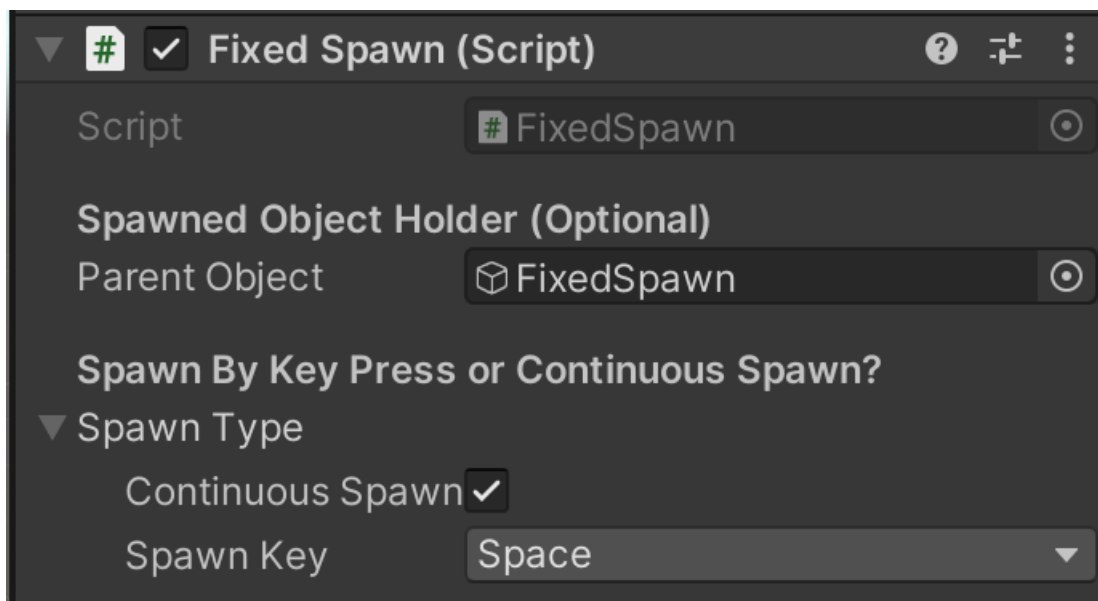 # Fixed Spawn (Script)
Script # FixedSpawn
Spawned Object Holder (Optional)
Parent Object FixedSpawn
Spawn By Key Press or Continuous Spawn?
Spawn Type
Continuous Spawn
Spawn Key Space